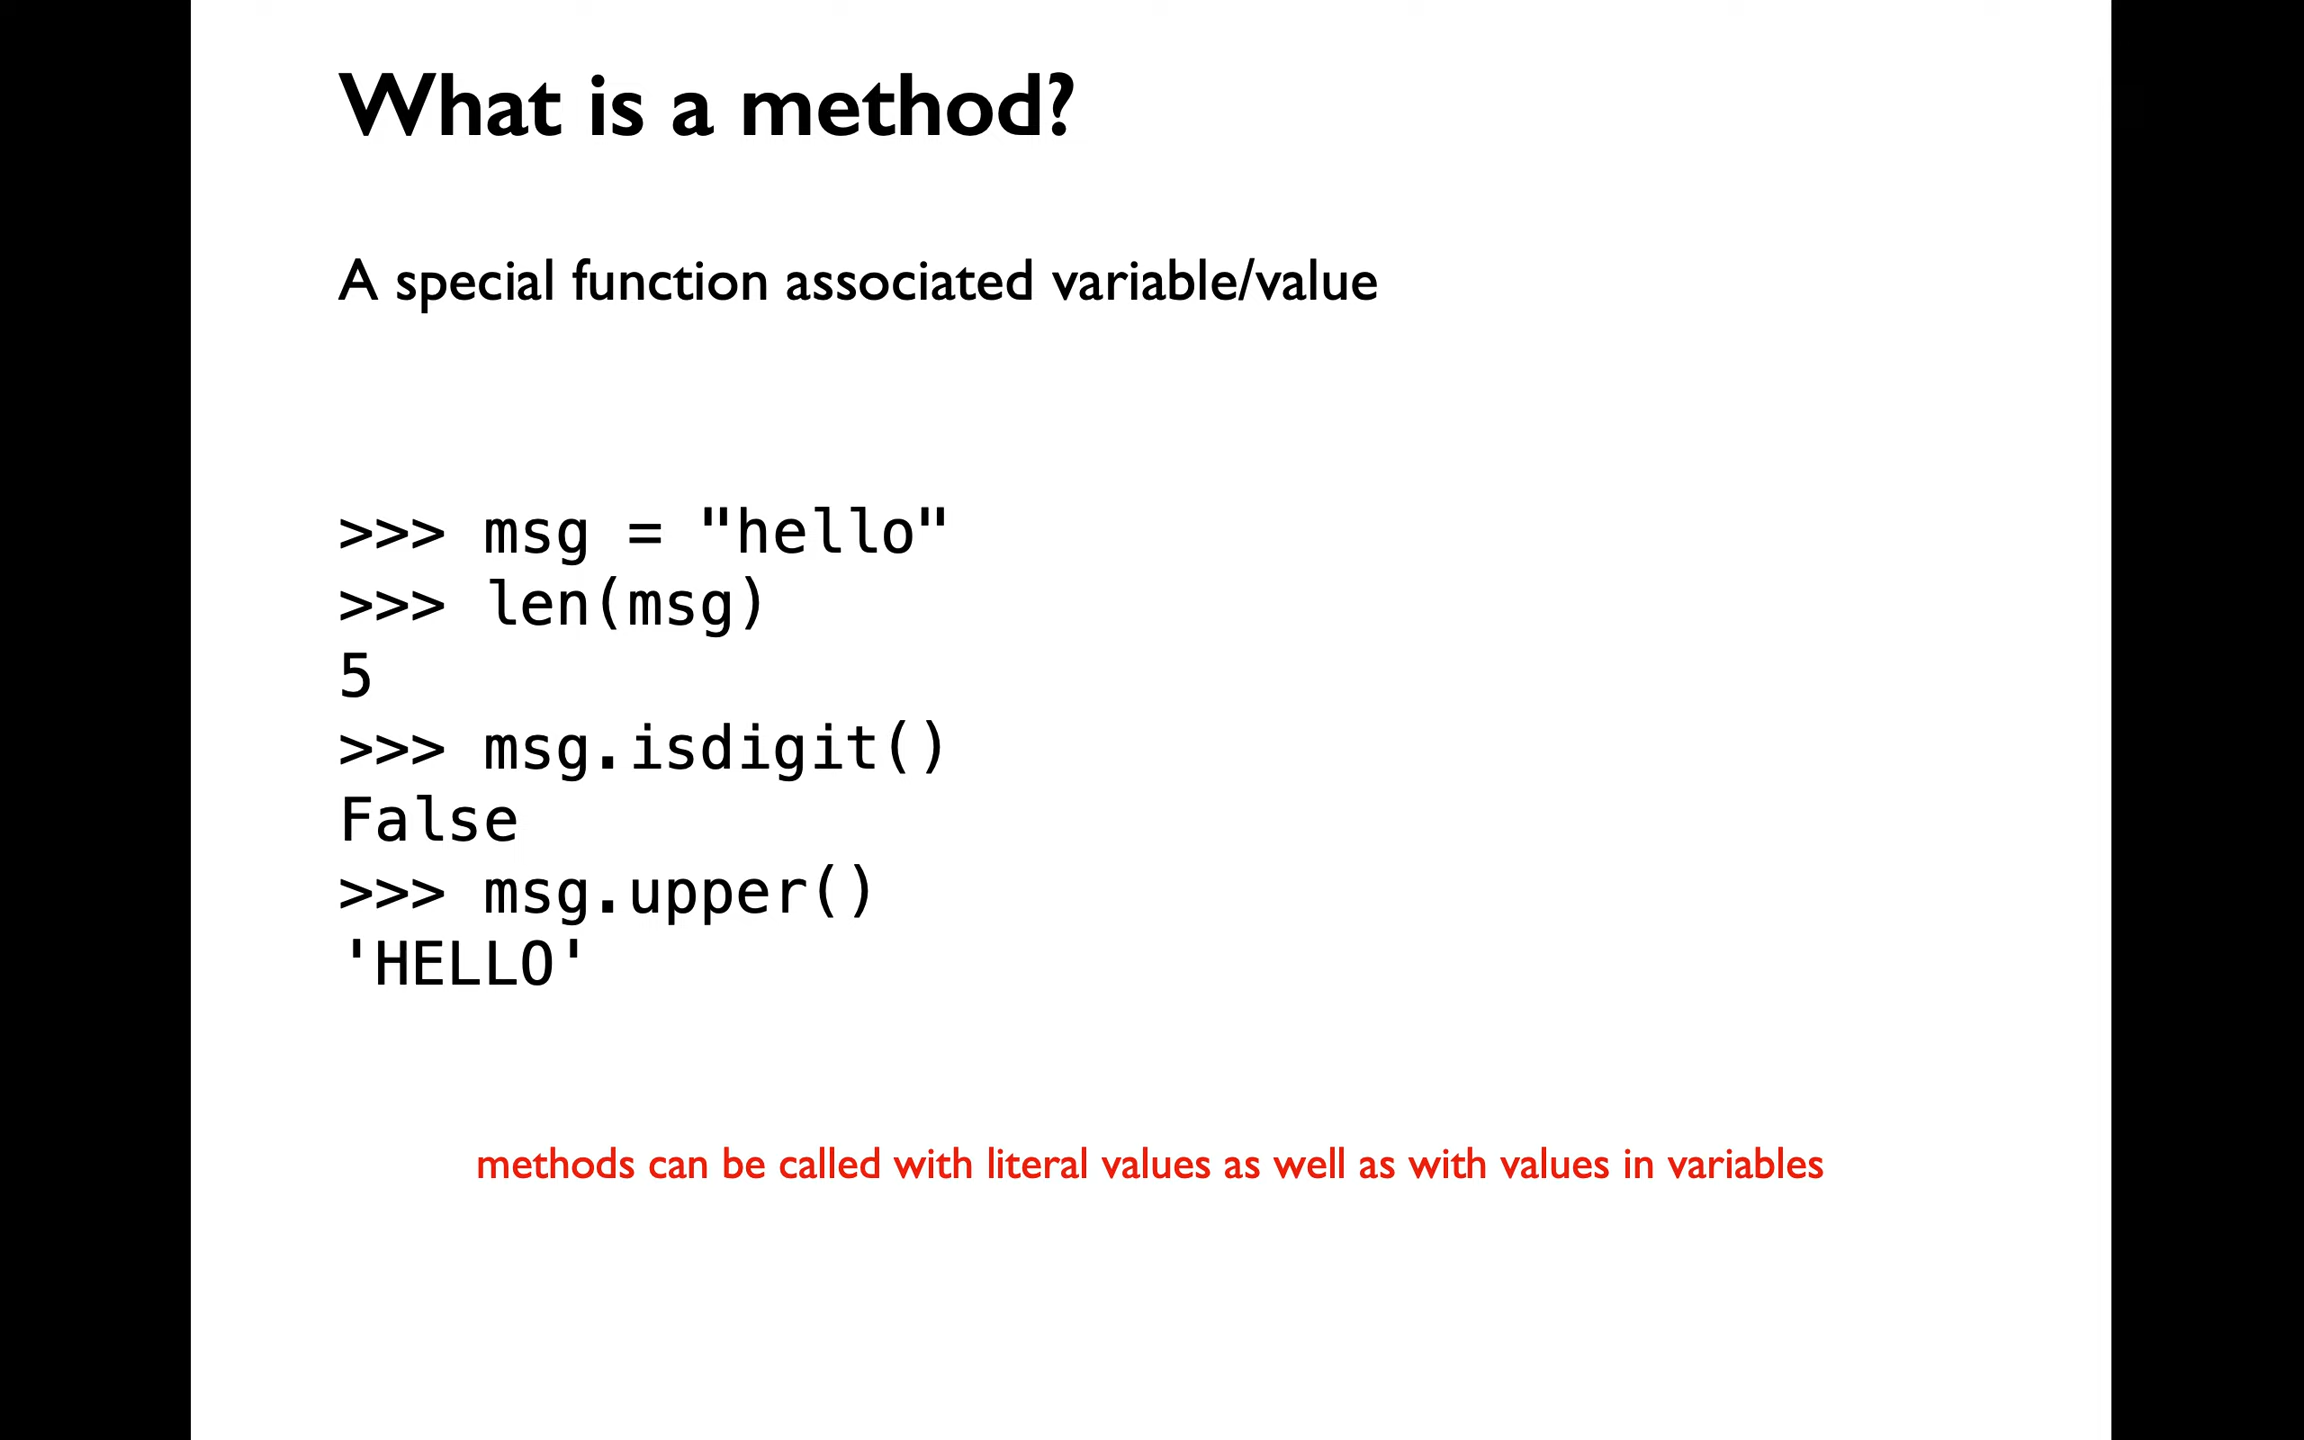 What is a method?
A special function associated variable/value
>>> msg = "hello"
>>> len(msg)
5
>>> msg.isdigit()
False
>>> msg.upper()
'HELLO'
methods can be called with literal values as well as with values in variables